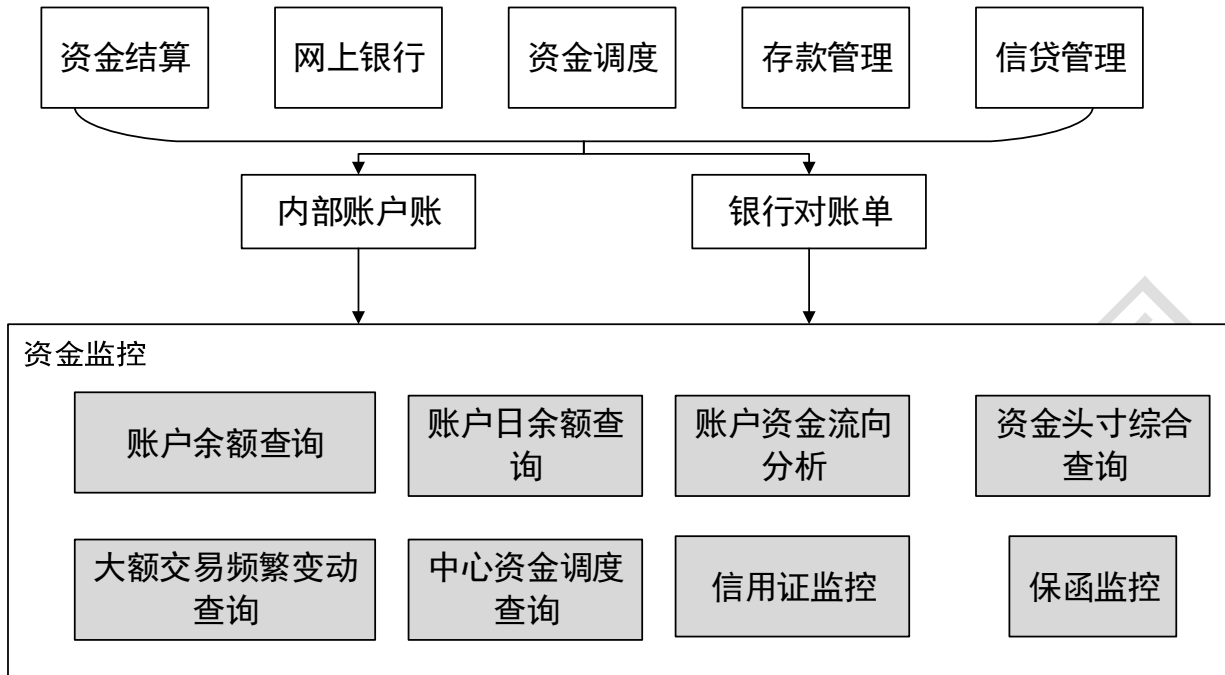 资金结算
网上银行
资金调度
存款管理
信贷管理
内部账户账
银行对账单
资金监控
账户余额查询
账户日余额查
询
账户资金流向
分析
资金头寸综合
查询
大额交易频繁变动
查询
中心资金调度
查询
信用证监控
保函监控